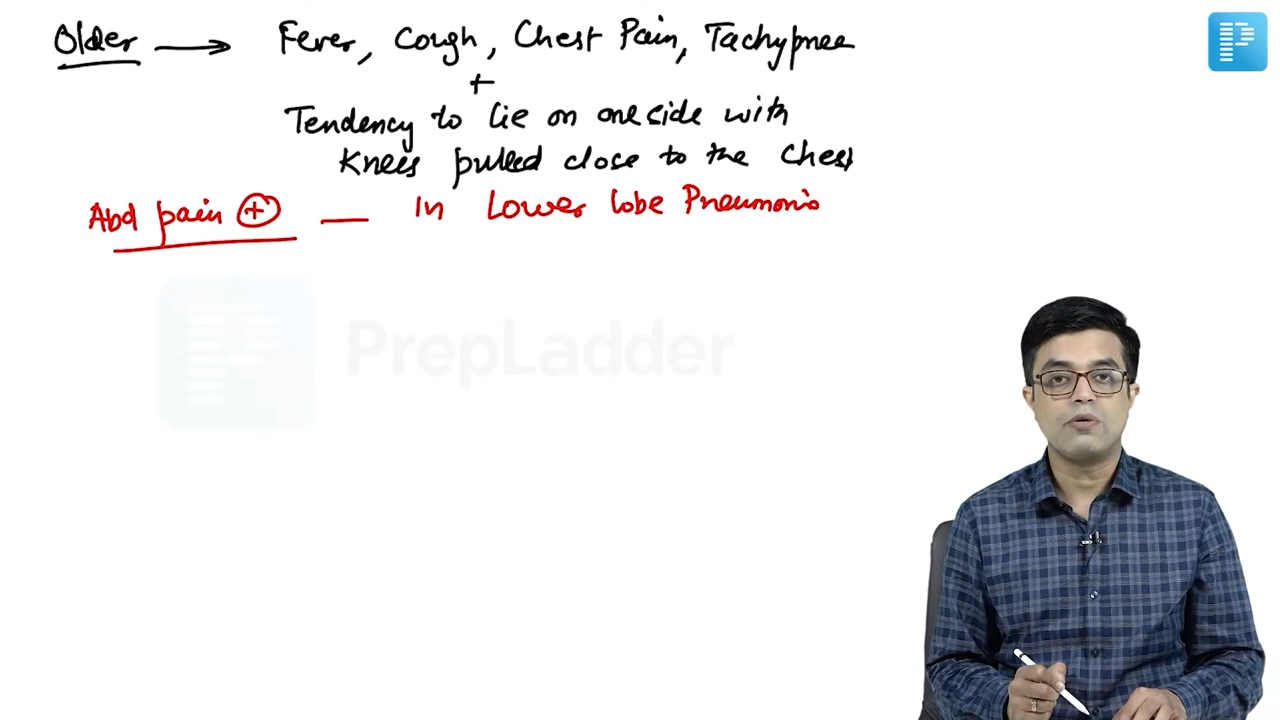 Older → Fever, Cough, Chest Pain, Tachypnea
+
Tendency to lie on one side with
Knees pulled close to the Chest
Abd pain (+) — In Lower lobe Pneumonia
PrepLadder